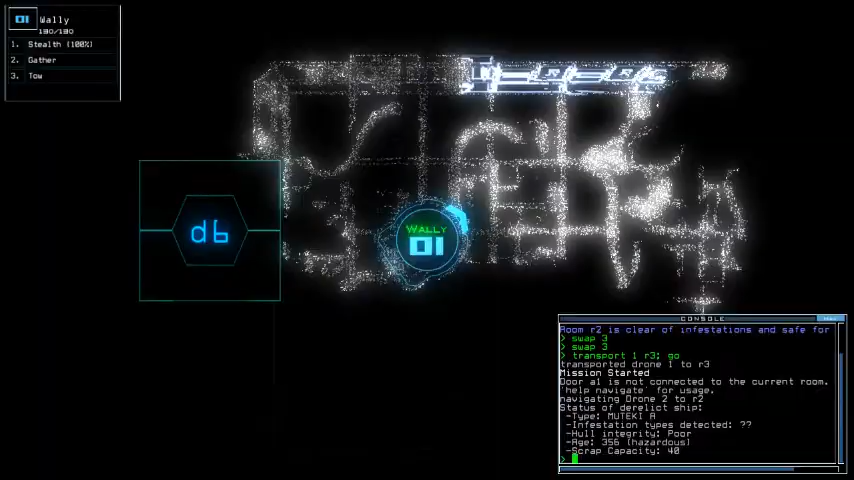 01 Wally
130/130
1. Stealth (100%)
2. Gather
3. Tow
d6
WALLY
01
CONSOLE
Room r2 is clear of infestations and safe for
> swap 3
> swap 3
> transport 1 r3; go
transported drone 1 to r3
Mission Started
Door a1 is not connected to the current room.
'help navigate' for usage.
navigating Drone 2 to r2
Status of derelict ship:
-Type: MUTEKI A
-Infestation types detected: ??
-Hull integrity: Poor
-Age: 356 (hazardous)
-Scrap Capacity: 40
>